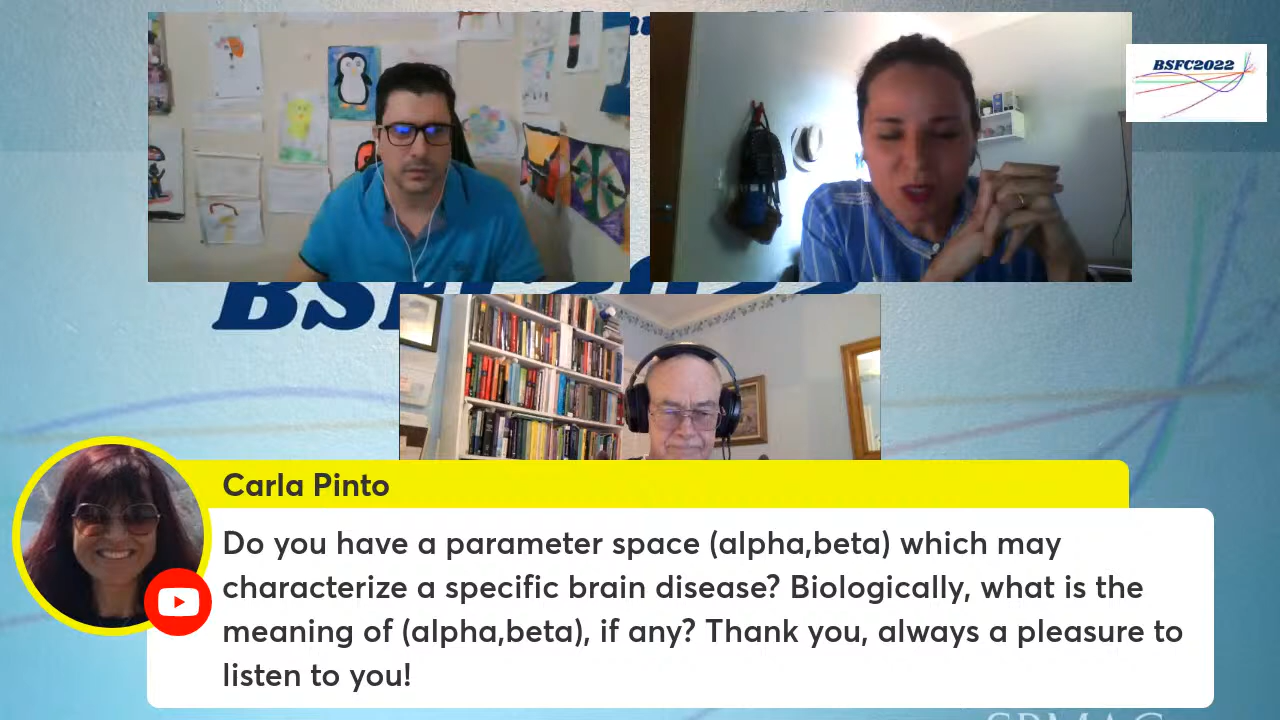 BSFC2022
Carla Pinto
Do you have a parameter space (alpha,beta) which may
characterize a specific brain disease? Biologically, what is the
meaning of (alpha,beta), if any? Thank you, always a pleasure to
listen to you!